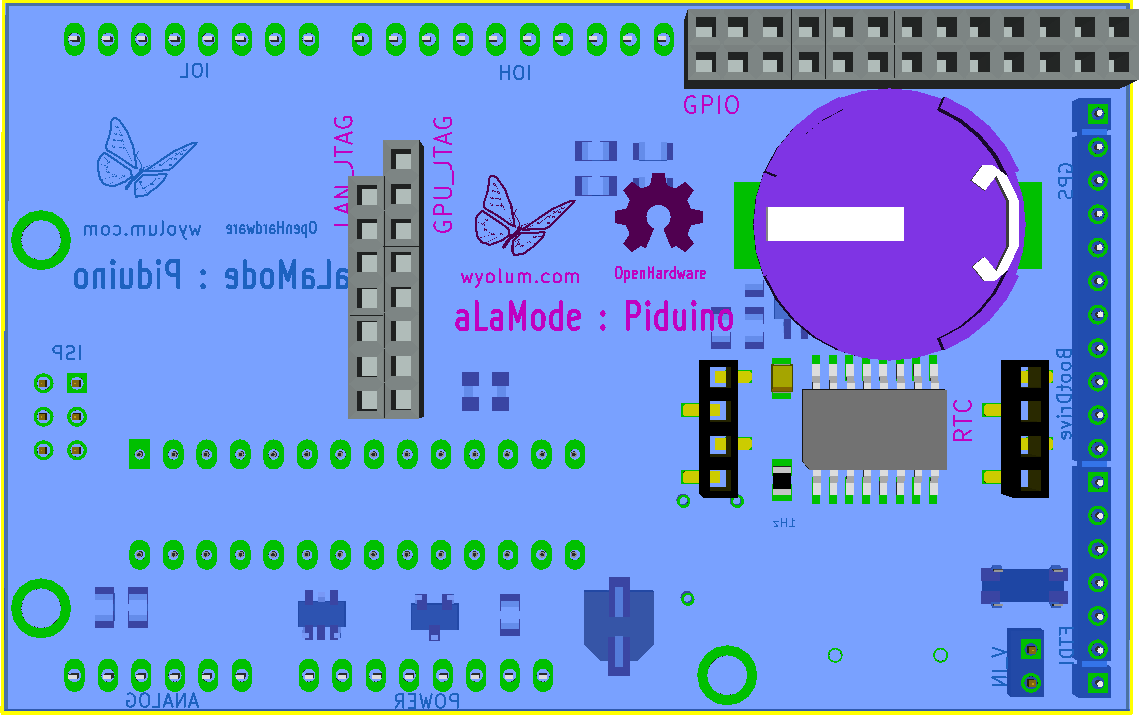 IOL
IOH
GPIO
LAN_JTAG
GPU_JTAG
GPS
wyolum.com
OpenHardware
aLaMode : Piduino
wyolum.com
OpenHardware
aLaMode : Piduino
ISP
BootDrive
RTC
1Hz
FTDI
V IN
ANALOG
POWER